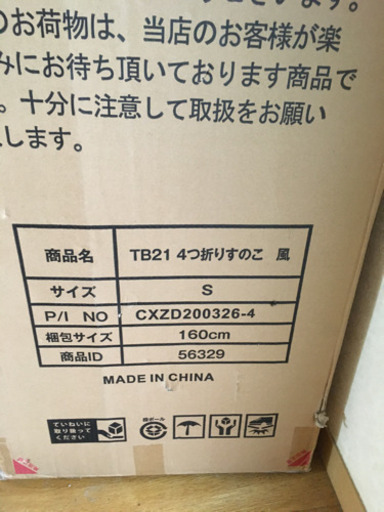 のお荷物は、当店のお客様が楽
みにお待ち頂いております商品で
。十分に注意して取扱をお願い
します。
商品名 TB21 4つ折りすのこ 風
サイズ S
P/I NO CXZD200326-4
梱包サイズ 160cm
商品ID 56329
MADE IN CHINA
ていねいに
取り扱って
ください
段ボール